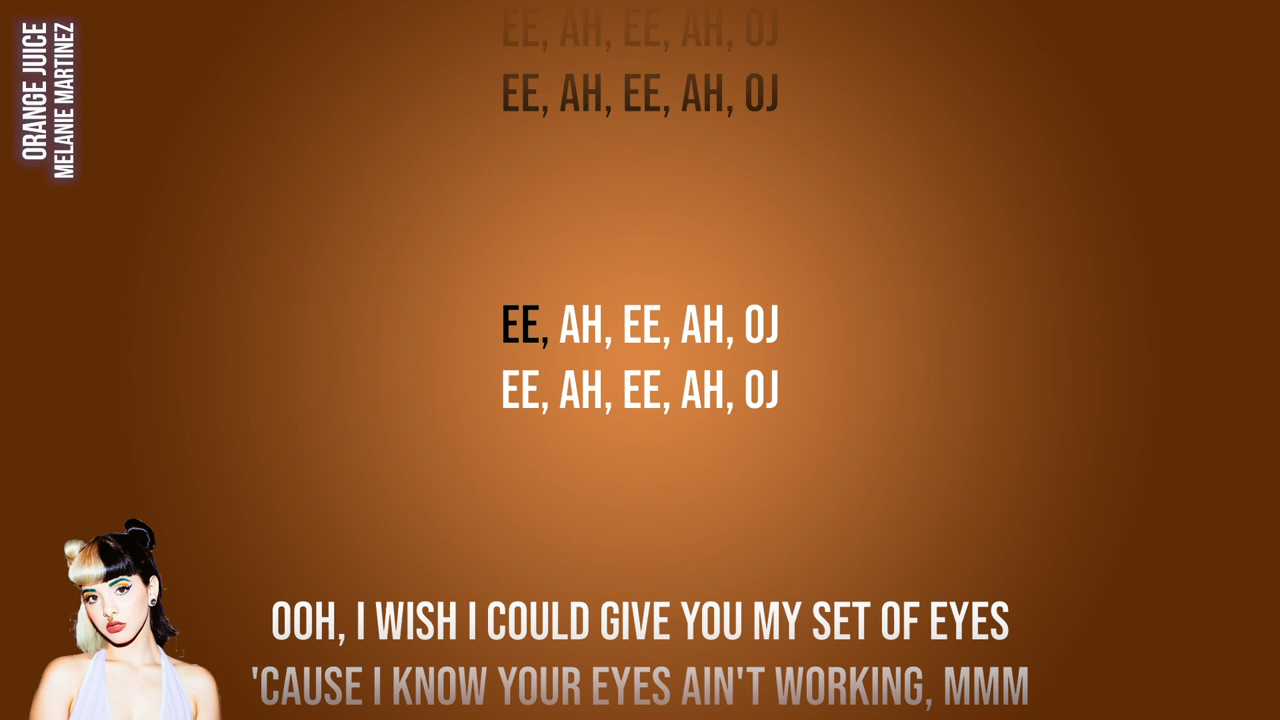 ORANGE JUICE
MELANIE MARTINEZ
EE, AH, EE, AH, OJ
EE, AH, EE, AH, OJ
EE, AH, EE, AH, OJ
EE, AH, EE, AH, OJ
OOH, I WISH I COULD GIVE YOU MY SET OF EYES
'CAUSE I KNOW YOUR EYES AIN'T WORKING, MMM